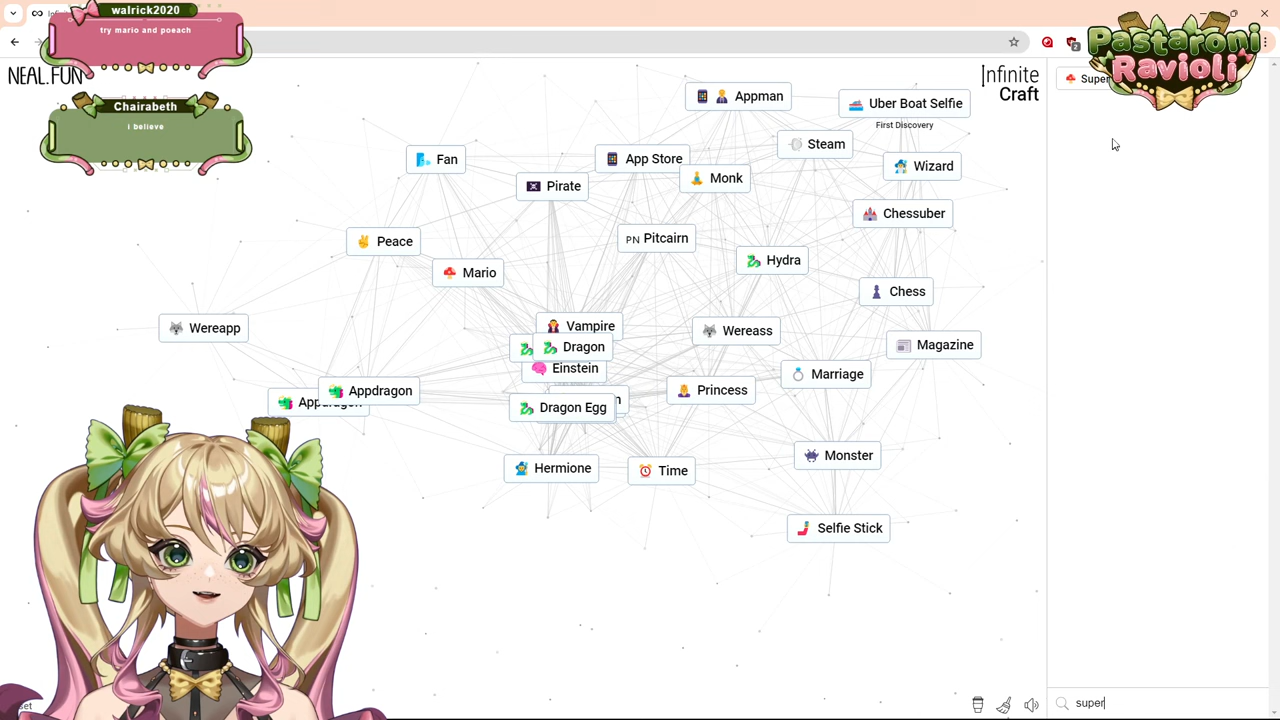 walrick2020
try mario and poeach
Pastaroni
Ravioli
2
NEAL.FUN
Infinite
Craft
Super
Chairabeth
i believe
Appman
Uber Boat Selfie
First Discovery
Steam
Fan
App Store
Wizard
Monk
Pirate
Chessuber
Peace
PN Pitcairn
Hydra
Mario
Chess
Wereapp
Vampire
Wereass
Dragon
Magazine
Einstein
Marriage
Appdragon
Princess
Dragon Egg
Monster
Hermione
Time
Selfie Stick
super